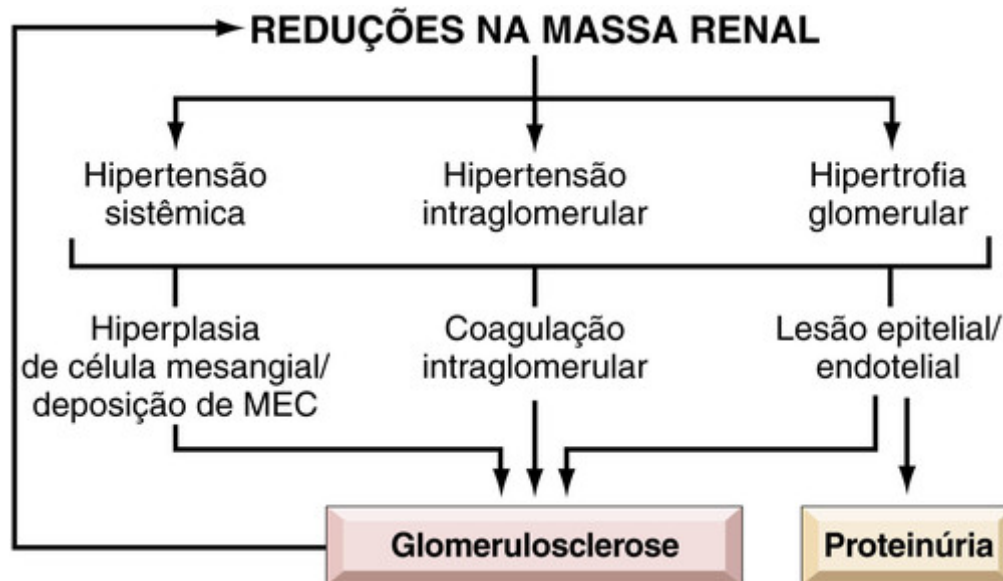 REDUÇÕES NA MASSA RENAL
Hipertensão
sistêmica
Hipertensão
intraglomerular
Hipertrofia
glomerular
Hiperplasia
de célula mesangial/
deposição de MEC
Coagulação
intraglomerular
Lesão epitelial/
endotelial
Glomerulosclerose
Proteinúria